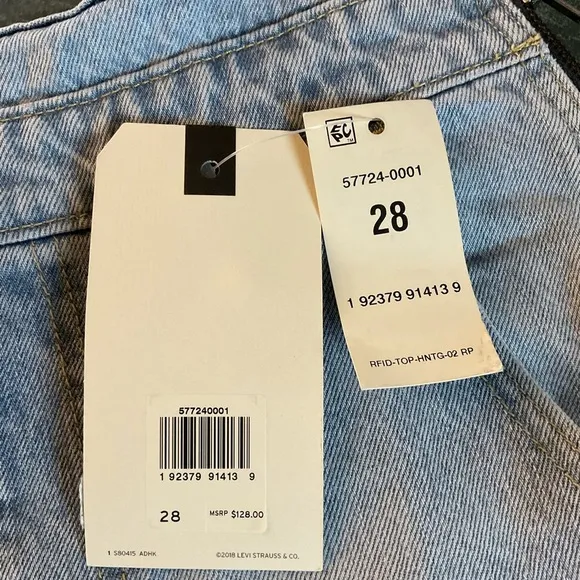 EPC™
57724-0001
28
1 92379 91413 9
RFID-TOP-HNTG-02 RP
577240001
1 92379 91413 9
28 MSRP $128.00
1 S80415 ADHK ©2018 LEVI STRAUSS & CO.